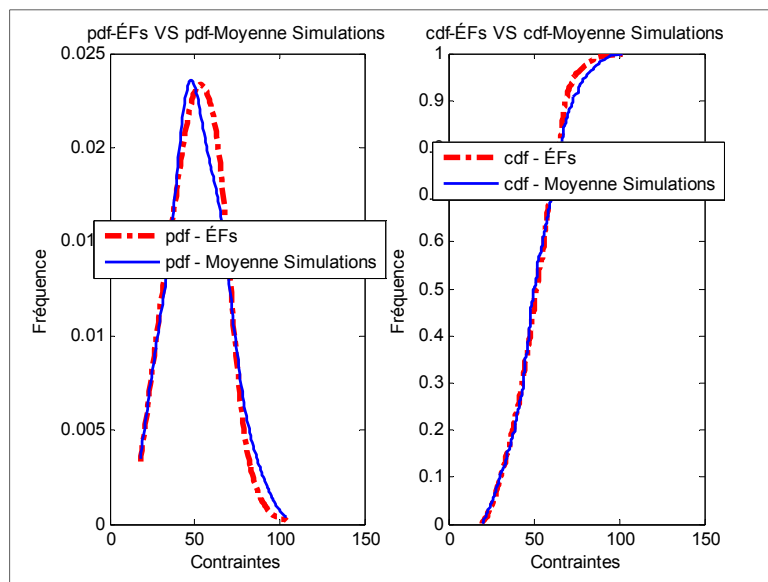 pdf-ÉFs VS pdf-Moyenne Simulations
0.025
0.02
0.01
0.01
0.005
0
Fréquence
pdf - ÉFs
pdf - Moyenne Simulations
0 50 100 150
Contraintes
cdf-ÉFs VS cdf-Moyenne Simulations
1
0.9
0.6
0.5
0.4
0.3
0.2
0.1
0
Fréquence
cdf - ÉFs
cdf - Moyenne Simulations
0 50 100 150
Contraintes